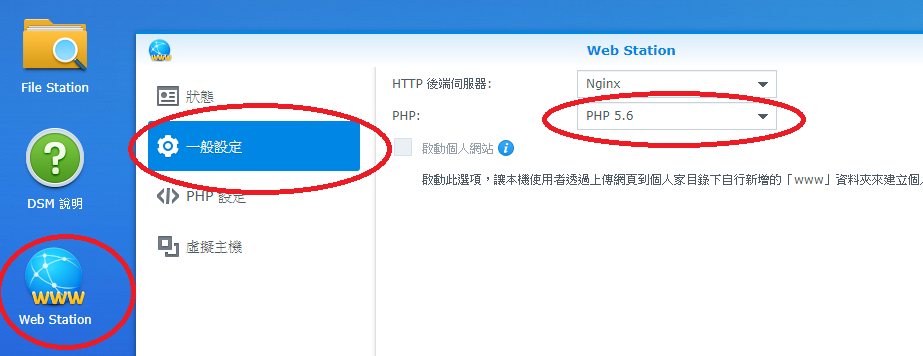 File Station
DSM 說明
WWW
Web Station
Web Station
狀態
一般設定
PHP 設定
虛擬主機
HTTP 後端伺服器:
Nginx
PHP:
PHP 5.6
啟動個人網站
啟動此選項，讓本機使用者透過上傳網頁到個人家目錄下自行新增的「www」資料夾來建立個